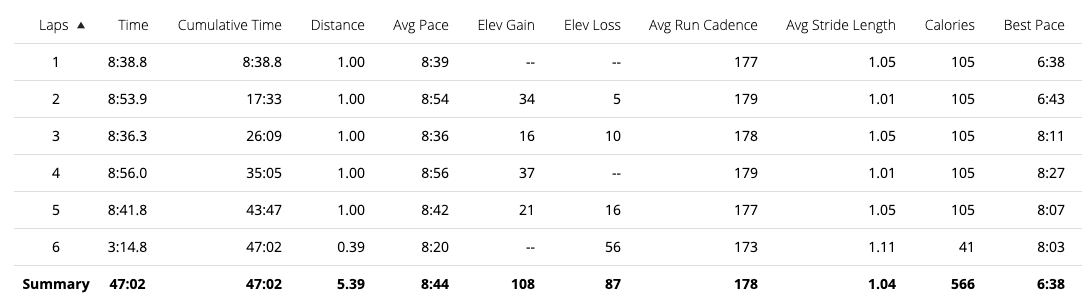 Laps ▲ Time Cumulative Time Distance Avg Pace Elev Gain Elev Loss Avg Run Cadence Avg Stride Length Calories Best Pace
1 8:38.8 8:38.8 1.00 8:39 -- -- 177 1.05 105 6:38
2 8:53.9 17:33 1.00 8:54 34 5 179 1.01 105 6:43
3 8:36.3 26:09 1.00 8:36 16 10 178 1.05 105 8:11
4 8:56.0 35:05 1.00 8:56 37 -- 179 1.01 105 8:27
5 8:41.8 43:47 1.00 8:42 21 16 177 1.05 105 8:07
6 3:14.8 47:02 0.39 8:20 -- 56 173 1.11 41 8:03
Summary 47:02 47:02 5.39 8:44 108 87 178 1.04 566 6:38